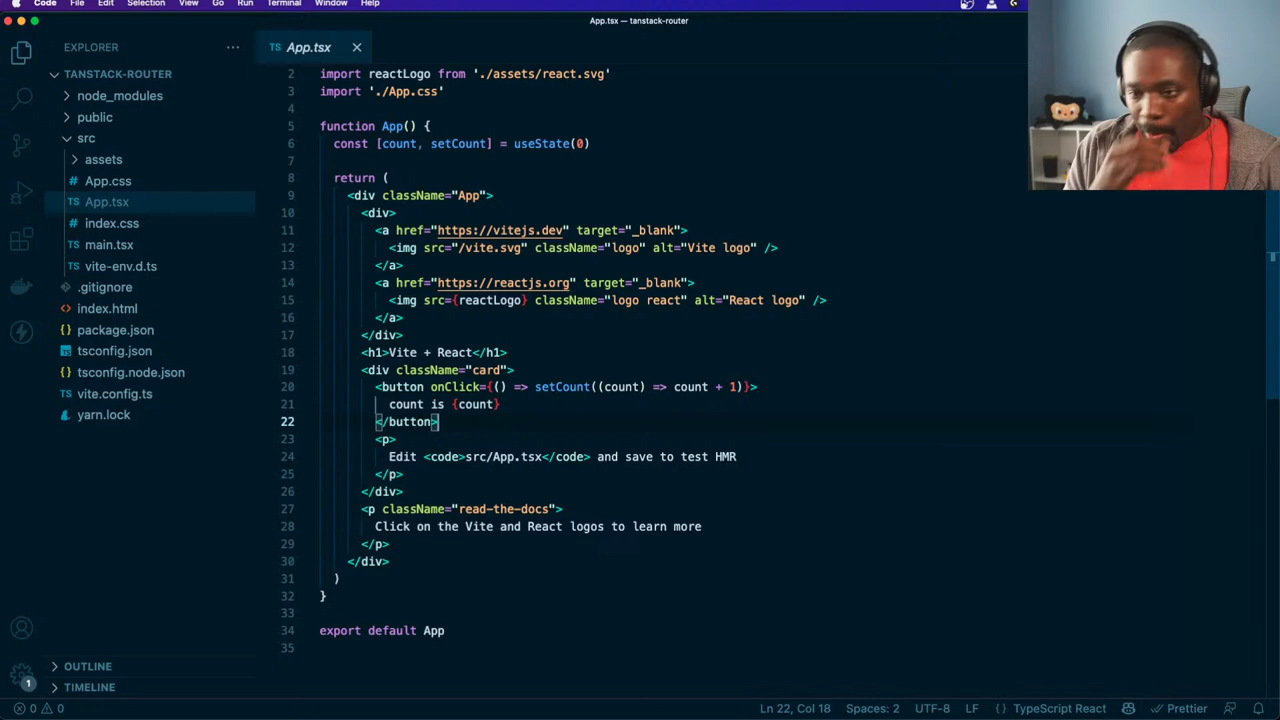 Code File Edit Selection View Go Run Terminal Window Help
App.tsx — tanstack-router
EXPLORER
TANSTACK-ROUTER
node_modules
public
src
assets
App.css
TS App.tsx
index.css
TS main.tsx
TS vite-env.d.ts
.gitignore
<> index.html
{} package.json
tsconfig.json
tsconfig.node.json
TS vite.config.ts
yarn.lock
OUTLINE
TIMELINE
1
TS App.tsx
2 import reactLogo from './assets/react.svg'
3 import './App.css'
4
5 function App() {
6 const [count, setCount] = useState(0)
7
8 return (
9 <div className="App">
10 <div>
11 <a href="https://vitejs.dev" target="_blank">
12 <img src="/vite.svg" className="logo" alt="Vite logo" />
13 </a>
14 <a href="https://reactjs.org" target="_blank">
15 <img src={reactLogo} className="logo react" alt="React logo" />
16 </a>
17 </div>
18 <h1>Vite + React</h1>
19 <div className="card">
20 <button onClick={() => setCount((count) => count + 1)}>
21 count is {count}
22 </button>
23 <p>
24 Edit <code>src/App.tsx</code> and save to test HMR
25 </p>
26 </div>
27 <p className="read-the-docs">
28 Click on the Vite and React logos to learn more
29 </p>
30 </div>
31 )
32 }
33
34 export default App
35
0 0 Ln 22, Col 18 Spaces: 2 UTF-8 LF {} TypeScript React Prettier